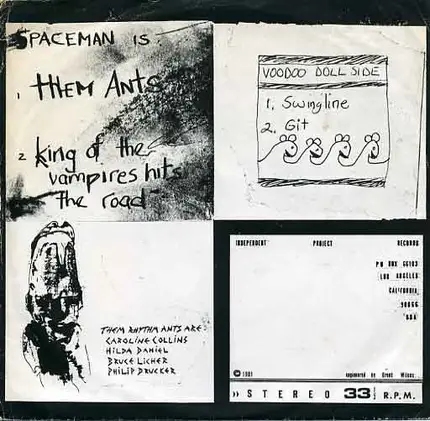 SPACEMAN IS:
1 THEM ANTS
2 King of the
vampires hits
the road
VOODOO DOLL SIDE
1. Swingline
2. Git
THEM RHYTHM ANTS ARE:
CAROLINE COLLINS
HILDA DANIEL
BRUCE LICHER
PHILIP DRUCKER
INDEPENDENT PROJECT RECORDS
PO BOX
LOS ANGELES
CALIFORNIA,
USA
© 1981
engineered by
›› STEREO 33 R.P.M.